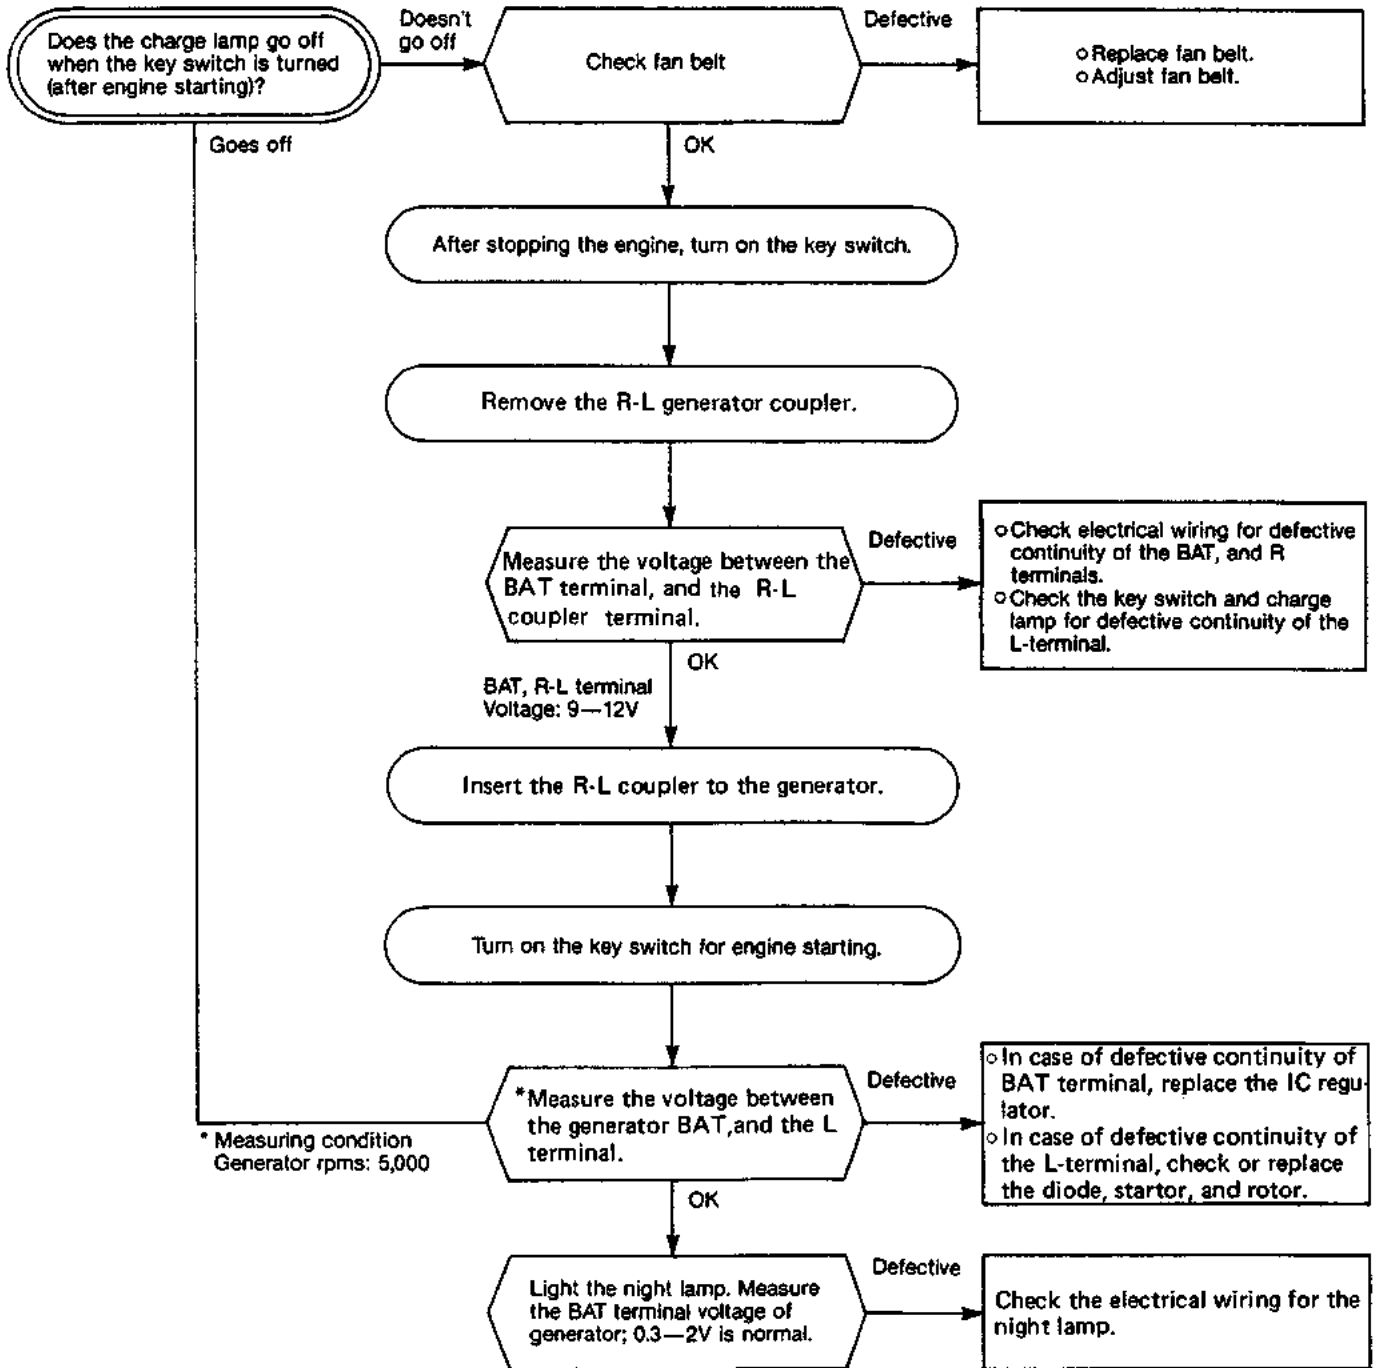 Does the charge lamp go off
when the key switch is turned
(after engine starting)?
Doesn't
go off
Check fan belt
Defective
○ Replace fan belt.
○ Adjust fan belt.
Goes off
OK
After stopping the engine, turn on the key switch.
Remove the R-L generator coupler.
Measure the voltage between the
BAT terminal, and the R-L
coupler terminal.
Defective
○ Check electrical wiring for defective
continuity of the BAT, and R
terminals.
○ Check the key switch and charge
lamp for defective continuity of the
L-terminal.
OK
BAT, R-L terminal
Voltage: 9—12V
Insert the R-L coupler to the generator.
Turn on the key switch for engine starting.
* Measure the voltage between
the generator BAT, and the L
terminal.
Defective
○ In case of defective continuity of
BAT terminal, replace the IC regu-
lator.
○ In case of defective continuity of
the L-terminal, check or replace
the diode, startor, and rotor.
* Measuring condition
Generator rpms: 5,000
OK
Light the night lamp. Measure
the BAT terminal voltage of
generator; 0.3—2V is normal.
Defective
Check the electrical wiring for the
night lamp.